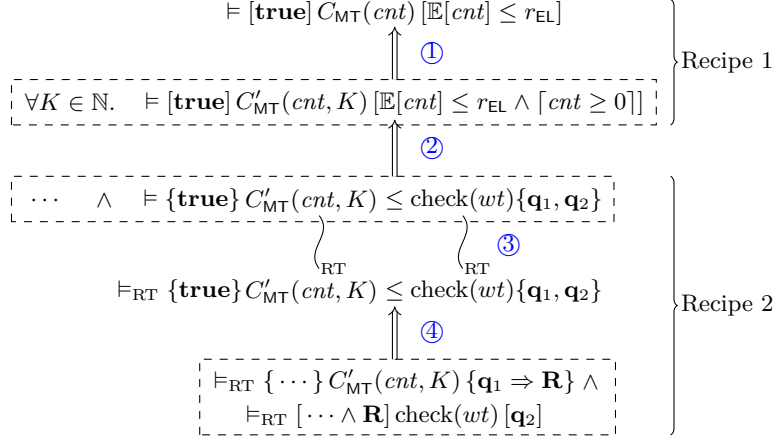 ⊨ [true] C_MT(cnt) [𝔼[cnt] ≤ r_EL]
①
Recipe 1
∀K ∈ ℕ. ⊨ [true] C′_MT(cnt, K) [𝔼[cnt] ≤ r_EL ∧ ⌈cnt ≥ 0⌉]
②
⋯ ∧ ⊨ {true} C′_MT(cnt, K) ≤ check(wt){q₁, q₂}
③
RT RT
⊨_RT {true} C′_MT(cnt, K) ≤ check(wt){q₁, q₂}
Recipe 2
④
⊨_RT { ⋯ } C′_MT(cnt, K) {q₁ ⇒ R} ∧
⊨_RT [ ⋯ ∧ R] check(wt) [q₂]